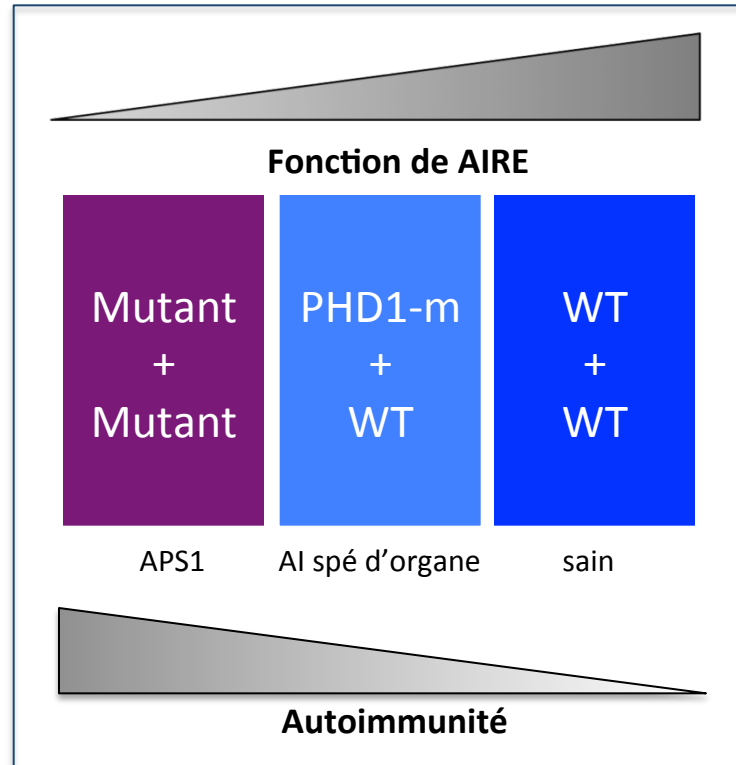 Fonction de AIRE
Mutant
+
Mutant
PHD1-m
+
WT
WT
+
WT
APS1
AI spé d'organe
sain
Autoimmunité